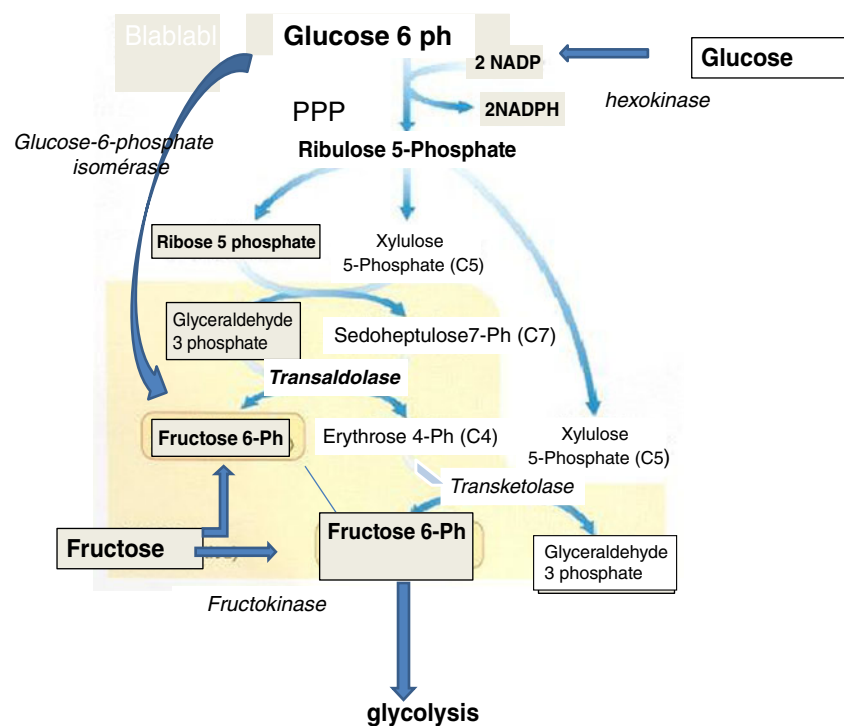 Blablabl
Glucose 6 ph
2 NADP
Glucose
PPP
2NADPH
hexokinase
Glucose-6-phosphate
isomérase
Ribulose 5-Phosphate
Ribose 5 phosphate
Xylulose
5-Phosphate (C5)
Glyceraldehyde
3 phosphate
Sedoheptulose7-Ph (C7)
Transaldolase
Fructose 6-Ph
Erythrose 4-Ph (C4)
Xylulose
5-Phosphate (C5)
Transketolase
Fructose 6-Ph
Fructose
Glyceraldehyde
3 phosphate
Fructokinase
glycolysis